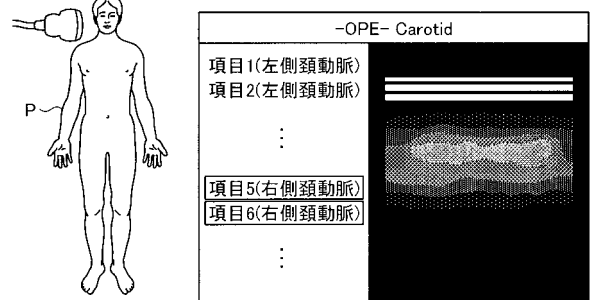 -OPE- Carotid
項目1(左側頚動脈)
項目2(左側頚動脈)
P
⋮
項目5(右側頚動脈)
項目6(右側頚動脈)
⋮